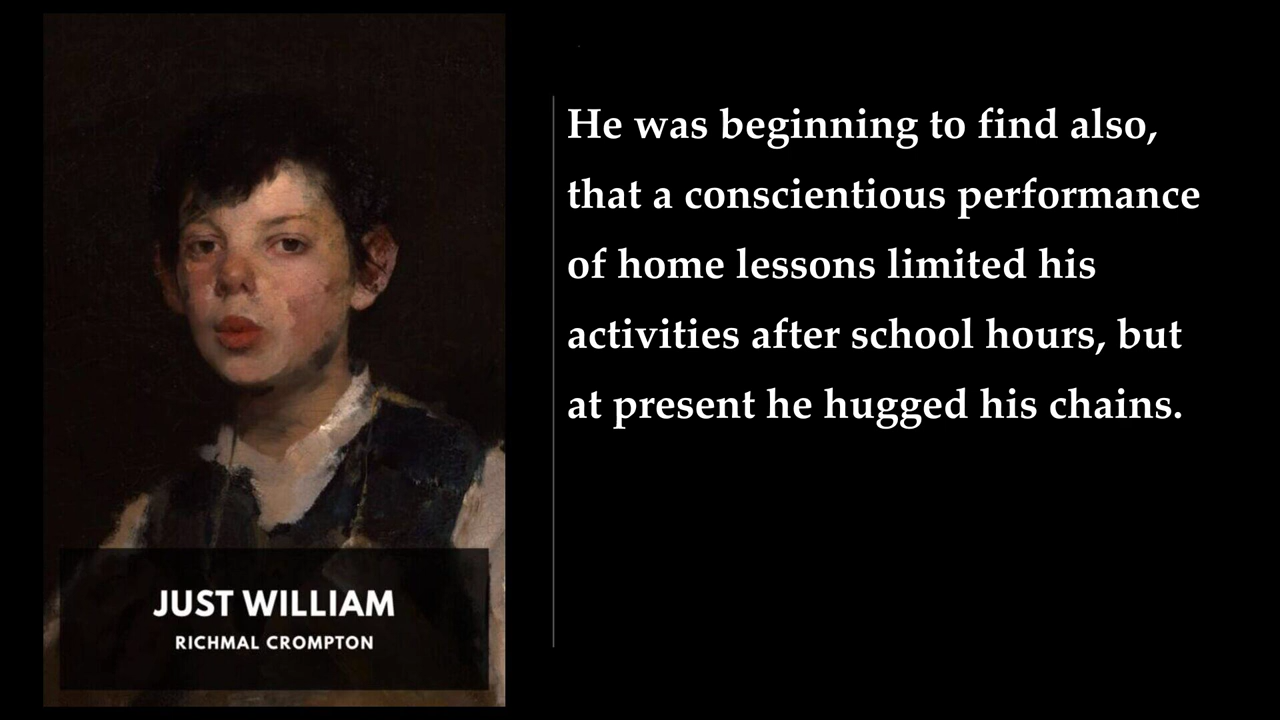 JUST WILLIAM
RICHMAL CROMPTON
He was beginning to find also,
that a conscientious performance
of home lessons limited his
activities after school hours, but
at present he hugged his chains.